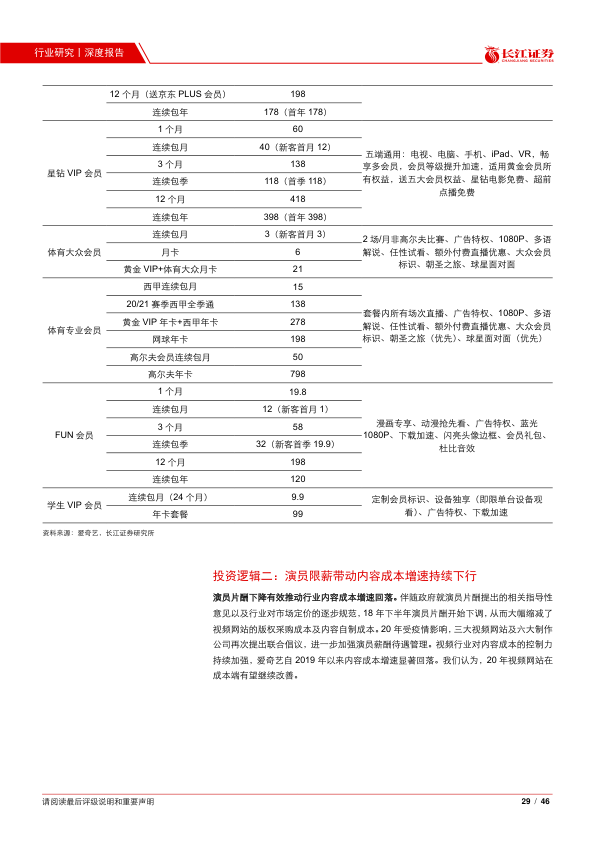 行业研究丨深度报告
长江证券
CHANGJIANG SECURITIES
12 个月（送京东 PLUS 会员） 198
连续包年 178（首年 178）
星钻 VIP 会员
1 个月 60
连续包月 40（新客首月 12）
3 个月 138
连续包季 118（首季 118）
12 个月 418
连续包年 398（首年 398）
五端通用：电视、电脑、手机、iPad、VR，畅
享多会员，会员等级提升加速，适用黄金会员所
有权益，送五大会员权益、星钻电影免费、超前
点播免费
体育大众会员
连续包月 3（新客首月 3）
月卡 6
黄金 VIP+体育大众月卡 21
2 场/月非高尔夫比赛、广告特权、1080P、多语
解说、任性试看、额外付费直播优惠、大众会员
标识、朝圣之旅、球星面对面
体育专业会员
西甲连续包月 15
20/21 赛季西甲全季通 138
黄金 VIP 年卡+西甲年卡 278
网球年卡 198
高尔夫会员连续包月 50
高尔夫年卡 798
套餐内所有场次直播、广告特权、1080P、多语
解说、任性试看、额外付费直播优惠、大众会员
标识、朝圣之旅（优先）、球星面对面（优先）
FUN 会员
1 个月 19.8
连续包月 12（新客首月 1）
3 个月 58
连续包季 32（新客首季 19.9）
12 个月 198
连续包年 120
漫画专享、动漫抢先看、广告特权、蓝光
1080P、下载加速、闪亮头像边框、会员礼包、
杜比音效
学生 VIP 会员
连续包月（24 个月） 9.9
年卡套餐 99
定制会员标识、设备独享（即限单台设备观
看）、广告特权、下载加速
资料来源：爱奇艺，长江证券研究所
投资逻辑二：演员限薪带动内容成本增速持续下行
演员片酬下降有效推动行业内容成本增速回落。伴随政府就演员片酬提出的相关指导性
意见以及行业对市场定价的逐步规范，18 年下半年演员片酬开始下调，从而大幅缩减了
视频网站的版权采购成本及内容自制成本。20 年受疫情影响，三大视频网站及六大制作
公司再次提出联合倡议，进一步加强演员薪酬待遇管理。视频行业对内容成本的控制力
持续加强，爱奇艺自 2019 年以来内容成本增速显著回落。我们认为，20 年视频网站在
成本端有望继续改善。
请阅读最后评级说明和重要声明
29 / 46